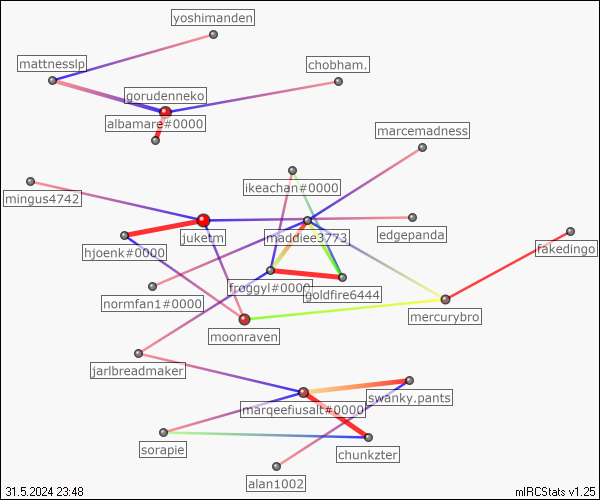 yoshimanden
mattnesslp
chobham.
gorudenneko
albamare#0000
marcemadness
ikeachan#0000
mingus4742
juketm
maddiee3773
edgepanda
hjoenk#0000
fakedingo
froggyl#0000
goldfire6444
normfan1#0000
mercurybro
moonraven
jarlbreadmaker
swanky.pants
marqeefiusalt#0000
sorapie
chunkzter
alan1002
31.5.2024 23:48
mIRCStats v1.25